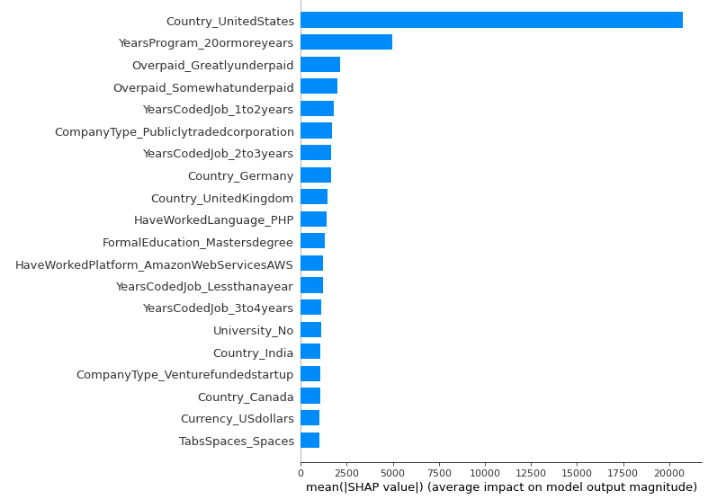 Country_UnitedStates
YearsProgram_20ormoreyears
Overpaid_Greatlyunderpaid
Overpaid_Somewhatunderpaid
YearsCodedJob_1to2years
CompanyType_Publiclytradedcorporation
YearsCodedJob_2to3years
Country_Germany
Country_UnitedKingdom
HaveWorkedLanguage_PHP
FormalEducation_Mastersdegree
HaveWorkedPlatform_AmazonWebServicesAWS
YearsCodedJob_Lessthanayear
YearsCodedJob_3to4years
University_No
Country_India
CompanyType_Venturefundedstartup
Country_Canada
Currency_USdollars
TabsSpaces_Spaces
0 2500 5000 7500 10000 12500 15000 17500 20000
mean(|SHAP value|) (average impact on model output magnitude)